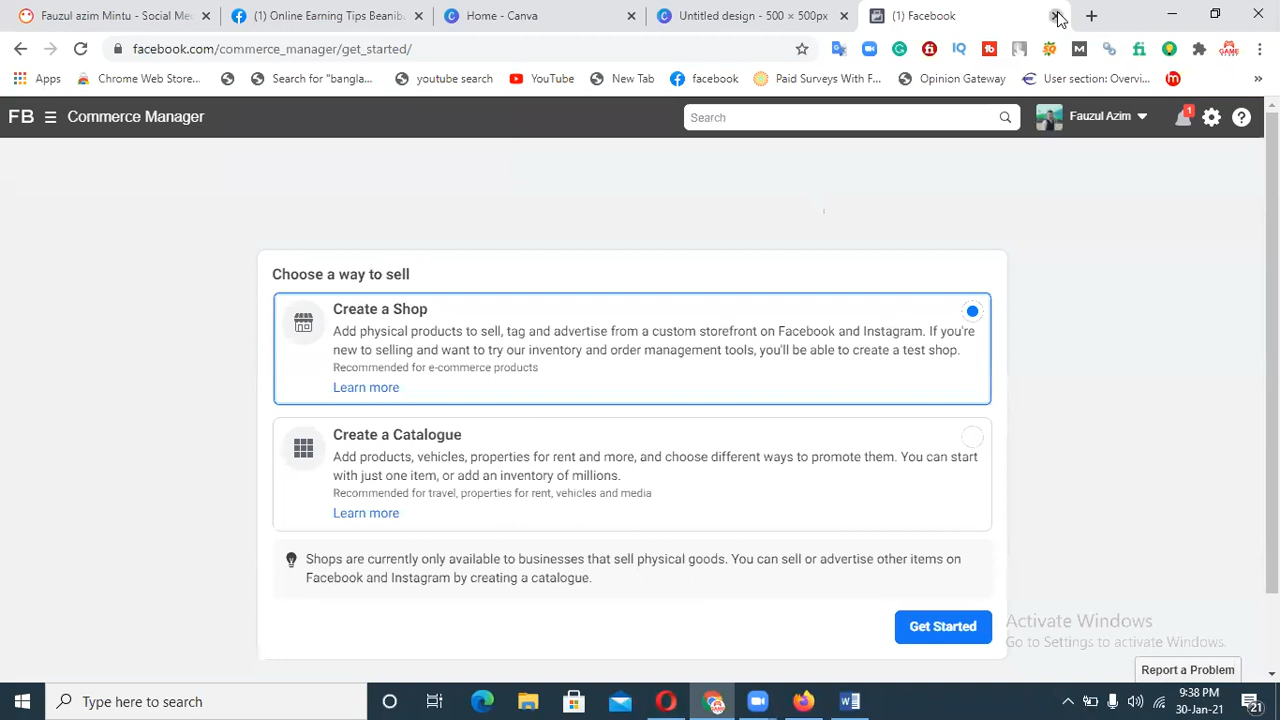 Fauzul azim Mintu - Social Me
(1) Online Earning Tips Beanib
Home - Canva
Untitled design - 500 × 500px
(1) Facebook
facebook.com/commerce_manager/get_started/
Apps
Chrome Web Store...
Search for "bangla...
youtube search
YouTube
New Tab
facebook
Paid Surveys With F...
Opinion Gateway
User section: Overvi...
FB
Commerce Manager
Search
Fauzul Azim
1
Choose a way to sell
Create a Shop
Add physical products to sell, tag and advertise from a custom storefront on Facebook and Instagram. If you're
new to selling and want to try our inventory and order management tools, you'll be able to create a test shop.
Recommended for e-commerce products
Learn more
Create a Catalogue
Add products, vehicles, properties for rent and more, and choose different ways to promote them. You can start
with just one item, or add an inventory of millions.
Recommended for travel, properties for rent, vehicles and media
Learn more
Shops are currently only available to businesses that sell physical goods. You can sell or advertise other items on
Facebook and Instagram by creating a catalogue.
Get Started
Activate Windows
Go to Settings to activate Windows.
Report a Problem
Type here to search
9:38 PM
30-Jan-21
21